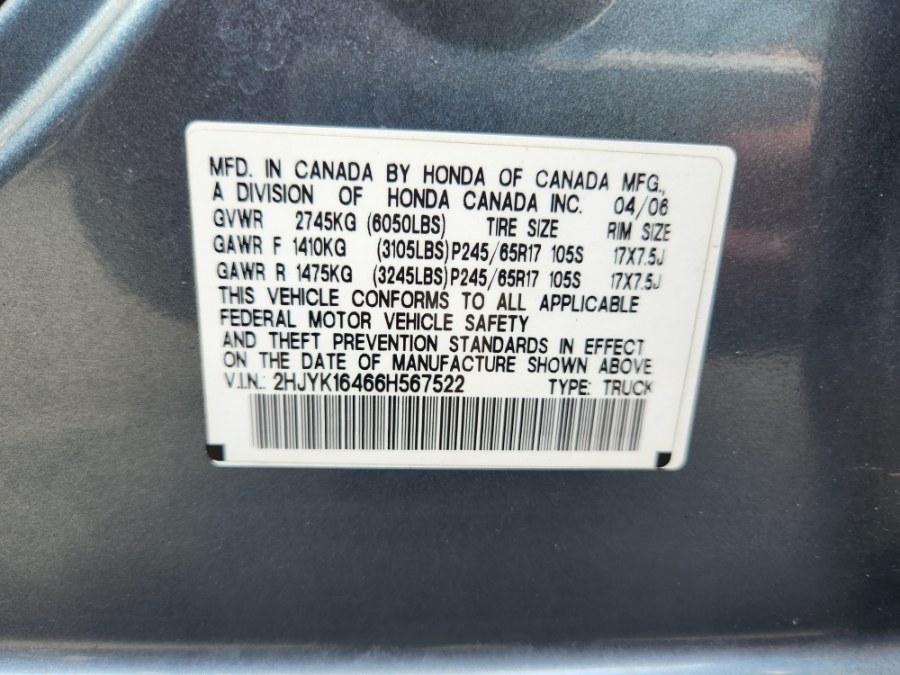 MFD. IN CANADA BY HONDA OF CANADA MFG.,
A DIVISION OF HONDA CANADA INC. 04/06
GVWR 2745KG (6050LBS) TIRE SIZE RIM SIZE
GAWR F 1410KG (3105LBS) P245/65R17 105S 17X7.5J
GAWR R 1475KG (3245LBS) P245/65R17 105S 17X7.5J
THIS VEHICLE CONFORMS TO ALL APPLICABLE
FEDERAL MOTOR VEHICLE SAFETY
AND THEFT PREVENTION STANDARDS IN EFFECT
ON THE DATE OF MANUFACTURE SHOWN ABOVE
V.I.N.: 2HJYK16466H567522 TYPE: TRUCK